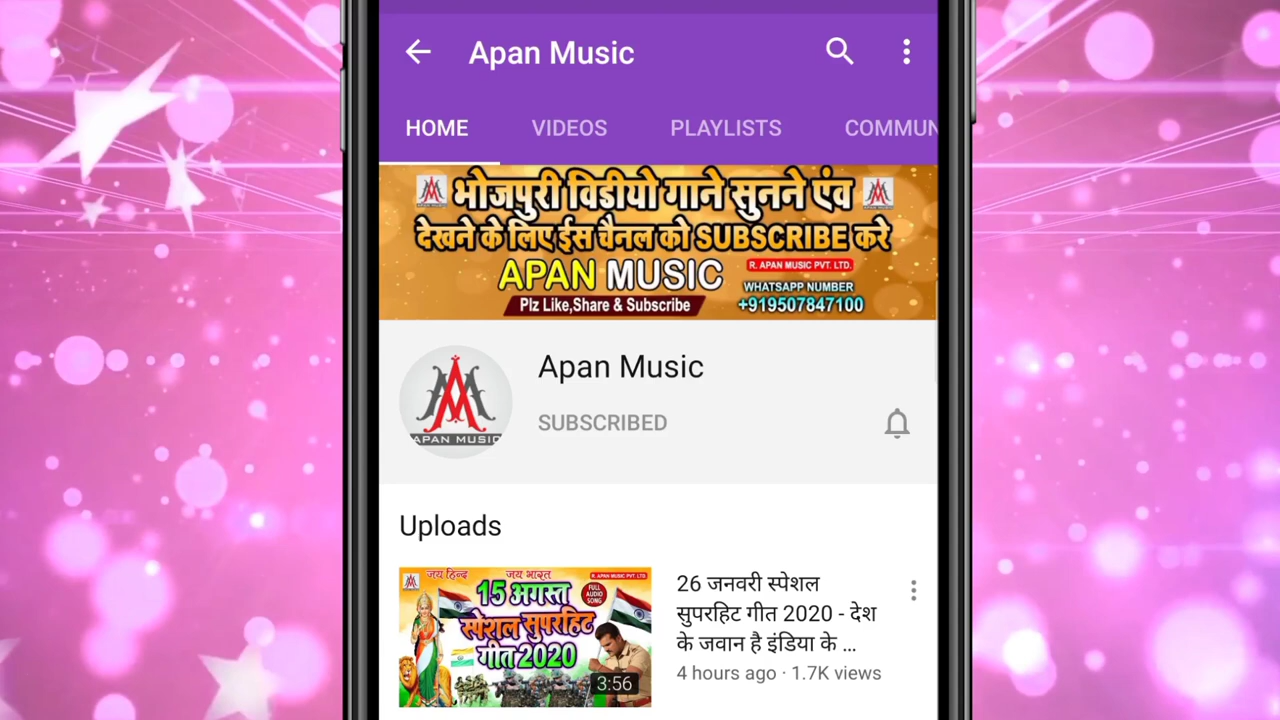 Apan Music
HOME VIDEOS PLAYLISTS COMMUN
भोजपुरी विडीयो गाने सुनने एंव
देखने के लिए ईस चैनल को SUBSCRIBE करे
APAN MUSIC
R. APAN MUSIC PVT. LTD.
WHATSAPP NUMBER
+919507847100
Plz Like,Share & Subscribe
Apan Music
SUBSCRIBED
APAN MUSIC
Uploads
जय हिन्द जय भारत
R. APAN MUSIC PVT. LTD
15 अगस्त
FULL
AUDIO
SONG
स्पेशल सुपरहिट
गीत 2020
3:56
26 जनवरी स्पेशल
सुपरहिट गीत 2020 - देश
के जवान है इंडिया के ...
4 hours ago · 1.7K views